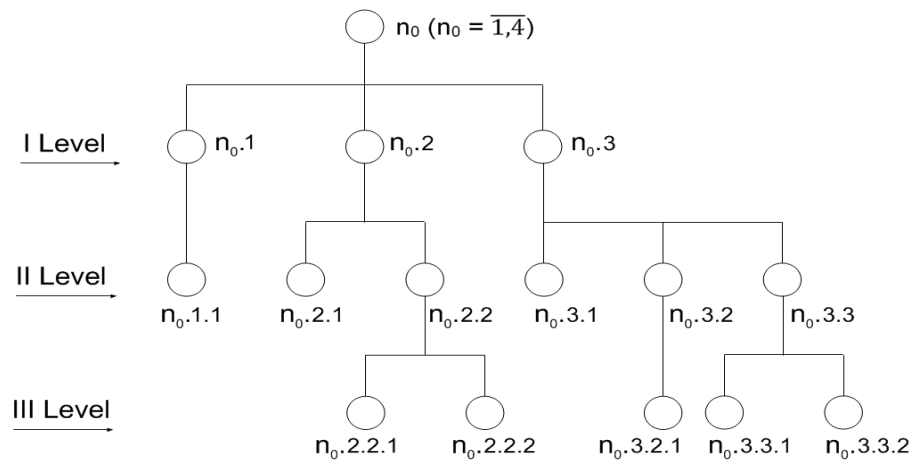 n₀ (n₀ = 1,4)
I Level
n₀.1
n₀.2
n₀.3
II Level
n₀.1.1
n₀.2.1
n₀.2.2
n₀.3.1
n₀.3.2
n₀.3.3
III Level
n₀.2.2.1
n₀.2.2.2
n₀.3.2.1
n₀.3.3.1
n₀.3.3.2